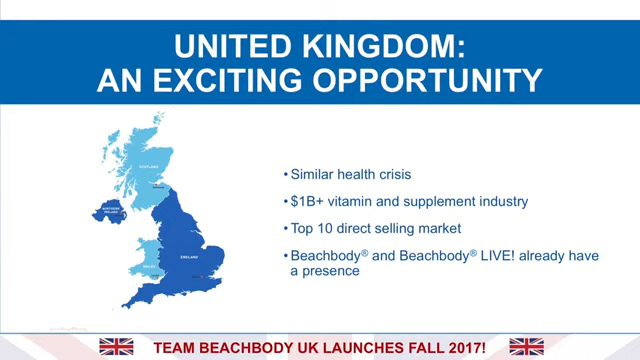 UNITED KINGDOM:
AN EXCITING OPPORTUNITY
SCOTLAND
NORTHERN
IRELAND
ENGLAND
WALES
• Similar health crisis
• $1B+ vitamin and supplement industry
• Top 10 direct selling market
• Beachbody® and Beachbody® LIVE! already have
a presence
TEAM BEACHBODY UK LAUNCHES FALL 2017!